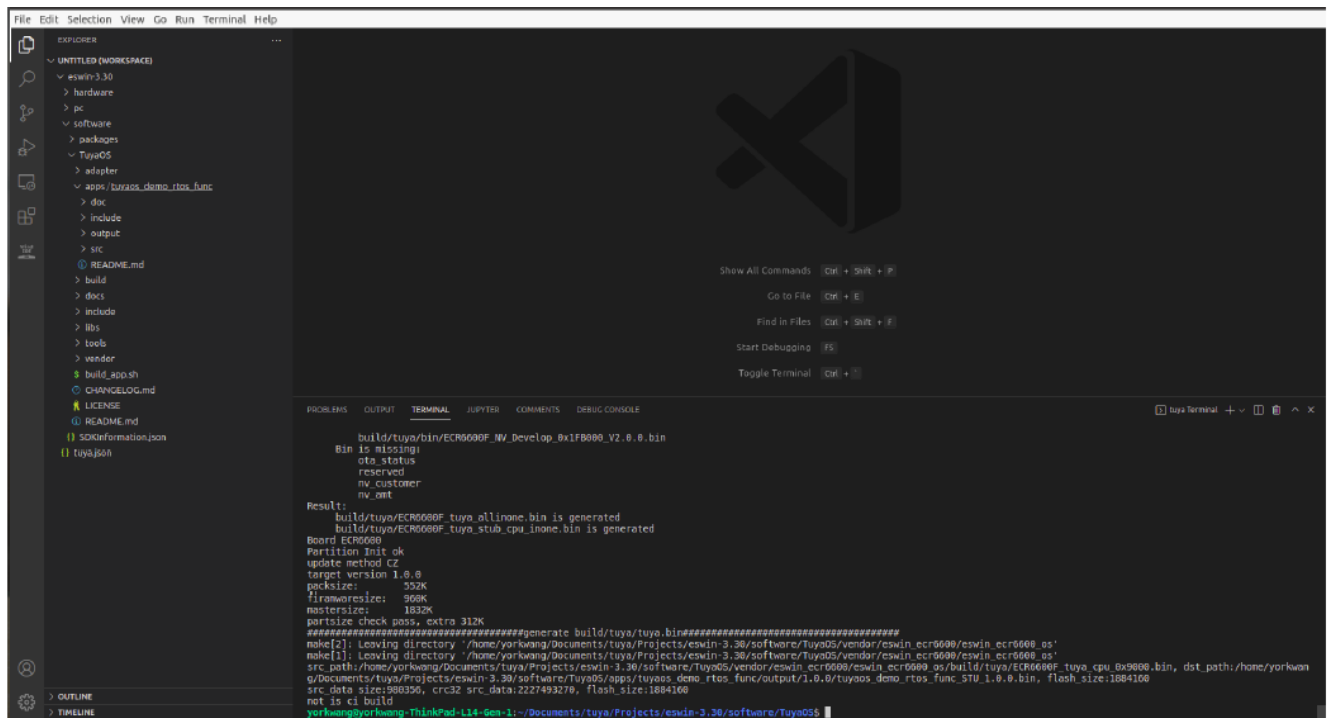 File Edit Selection View Go Run Terminal Help
EXPLORER ...
UNTITLED (WORKSPACE)
eswin-3.30
hardware
pc
software
packages
TuyaOS
adapter
apps/tuyaos_demo_rtos_func
doc
include
output
src
README.md
build
docs
include
libs
tools
vendor
$ build_app.sh
CHANGELOG.md
LICENSE
README.md
{} SDKInformation.json
{} tuya.json
OUTLINE
TIMELINE
Show All Commands Ctrl + Shift + P
Go to File Ctrl + E
Find in Files Ctrl + Shift + F
Start Debugging F5
Toggle Terminal Ctrl + `
PROBLEMS OUTPUT TERMINAL JUPYTER COMMENTS DEBUG CONSOLE tuya Terminal
build/tuya/bin/ECR6600F_NV_Develop_0x1FB000_V2.0.0.bin
Bin is missing:
ota_status
reserved
nv_customer
nv_amt
Result:
build/tuya/ECR6600F_tuya_allinone.bin is generated
build/tuya/ECR6600F_tuya_stub_cpu_inone.bin is generated
Board ECR6600
Partition Init ok
update method CZ
target version 1.0.0
packsize: 552K
firamwaresize: 960K
mastersize: 1832K
partsize check pass, extra 312K
######################################generate build/tuya/tuya.bin######################################
make[2]: Leaving directory '/home/yorkwang/Documents/tuya/Projects/eswin-3.30/software/TuyaOS/vendor/eswin_ecr6600/eswin_ecr6600_os'
make[1]: Leaving directory '/home/yorkwang/Documents/tuya/Projects/eswin-3.30/software/TuyaOS/vendor/eswin_ecr6600/eswin_ecr6600_os'
src_path:/home/yorkwang/Documents/tuya/Projects/eswin-3.30/software/TuyaOS/vendor/eswin_ecr6600/eswin_ecr6600_os/build/tuya/ECR6600F_tuya_cpu_0x9000.bin, dst_path:/home/yorkwan
g/Documents/tuya/Projects/eswin-3.30/software/TuyaOS/apps/tuyaos_demo_rtos_func/output/1.0.0/tuyaos_demo_rtos_func_STU_1.0.0.bin, flash_size:1884160
src_data size:980356, crc32 src_data:2227493270, flash_size:1884160
not is ci build
yorkwang@yorkwang-ThinkPad-L14-Gen-1:~/Documents/tuya/Projects/eswin-3.30/software/TuyaOS$